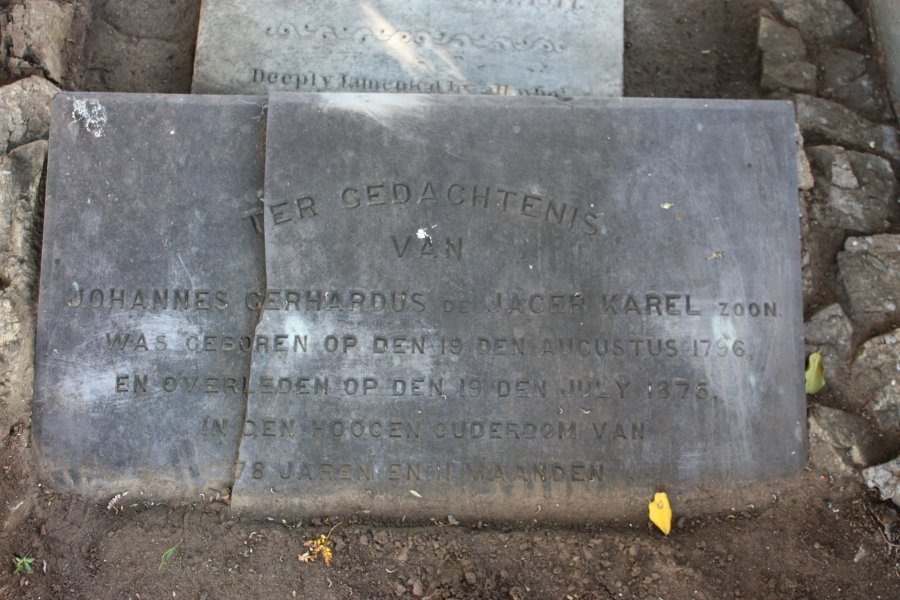 Deeply lamented by all who
TER GEDACHTENIS
VAN
JOHANNES GERHARDUS DE JAGER KAREL ZOON
WAS GEBOREN OP DEN 19 DEN AUGUSTUS 1796,
EN OVERLEDEN OP DEN 19 DEN JULY 1875,
IN DEN HOOGEN OUDERDOM VAN
78 JAREN EN 11 MAANDEN